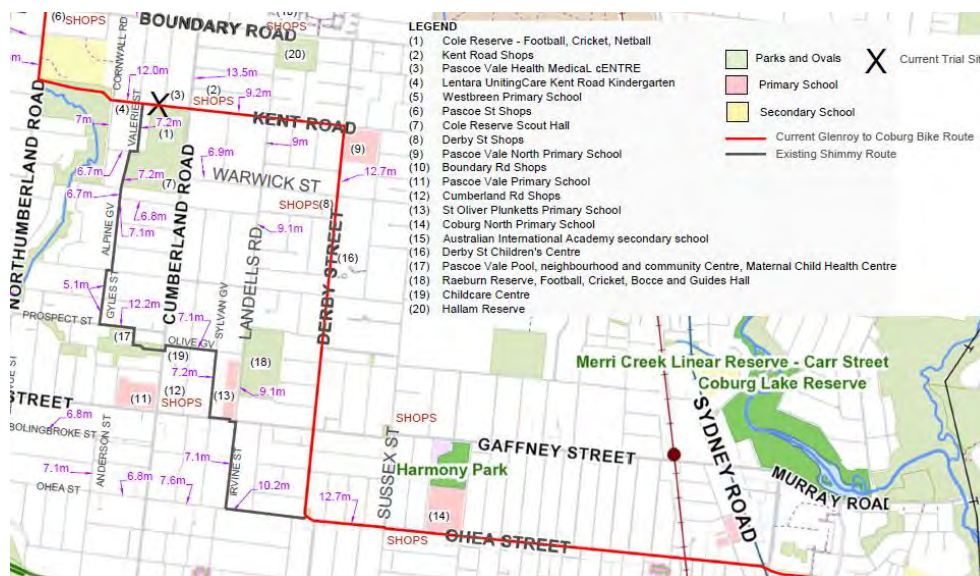 (6) SHOPS
CORNWALL RD
BOUNDARY ROAD
(20)
12.0m
13.5m
(3)
(2)
SHOPS
9.2m
(4)
VALERIE ST
7m
7.2m
(1)
KENT ROAD
9m
(9)
6.7m
6.9m
WARWICK ST
12.7m
7.2m
(7)
6.7m
SHOPS (8)
NORTHUMBERLAND ROAD
ALPINE GV
6.8m
7.1m
CUMBERLAND ROAD
9.1m
LANDELLS RD
DERBY STREET
(16)
5.1m
GYLES ST
12.2m
SYLVAN GV
PROSPECT ST
7.1m
(17)
OLIVE GV
(19)
(18)
7.2m
(12)
SHOPS
(13)
9.1m
(11)
STREET
6.8m
BOLINGBROKE ST
ANDERSON ST
7.1m
6.8m
7.6m
OHEA ST
7.1m
IRVINE ST
10.2m
12.7m
SHOPS
SUSSEX ST
GAFFNEY STREET
Harmony Park
(14)
SHOPS
OHEA STREET
SYDNEY ROAD
MURRAY ROAD
Merri Creek Linear Reserve - Carr Street
Coburg Lake Reserve
LEGEND
(1) Cole Reserve - Football, Cricket, Netball
(2) Kent Road Shops
(3) Pascoe Vale Health MedicaL cENTRE
(4) Lentara UnitingCare Kent Road Kindergarten
(5) Westbreen Primary School
(6) Pascoe St Shops
(7) Cole Reserve Scout Hall
(8) Derby St Shops
(9) Pascoe Vale North Primary School
(10) Boundary Rd Shops
(11) Pascoe Vale Primary School
(12) Cumberland Rd Shops
(13) St Oliver Plunketts Primary School
(14) Coburg North Primary School
(15) Australian International Academy secondary school
(16) Derby St Children's Centre
(17) Pascoe Vale Pool, neighbourhood and community Centre, Maternal Child Health Centre
(18) Raeburn Reserve, Football, Cricket, Bocce and Guides Hall
(19) Childcare Centre
(20) Hallam Reserve
Parks and Ovals
Primary School
Secondary School
Current Glenroy to Coburg Bike Route
Existing Shimmy Route
X Current Trial Sit